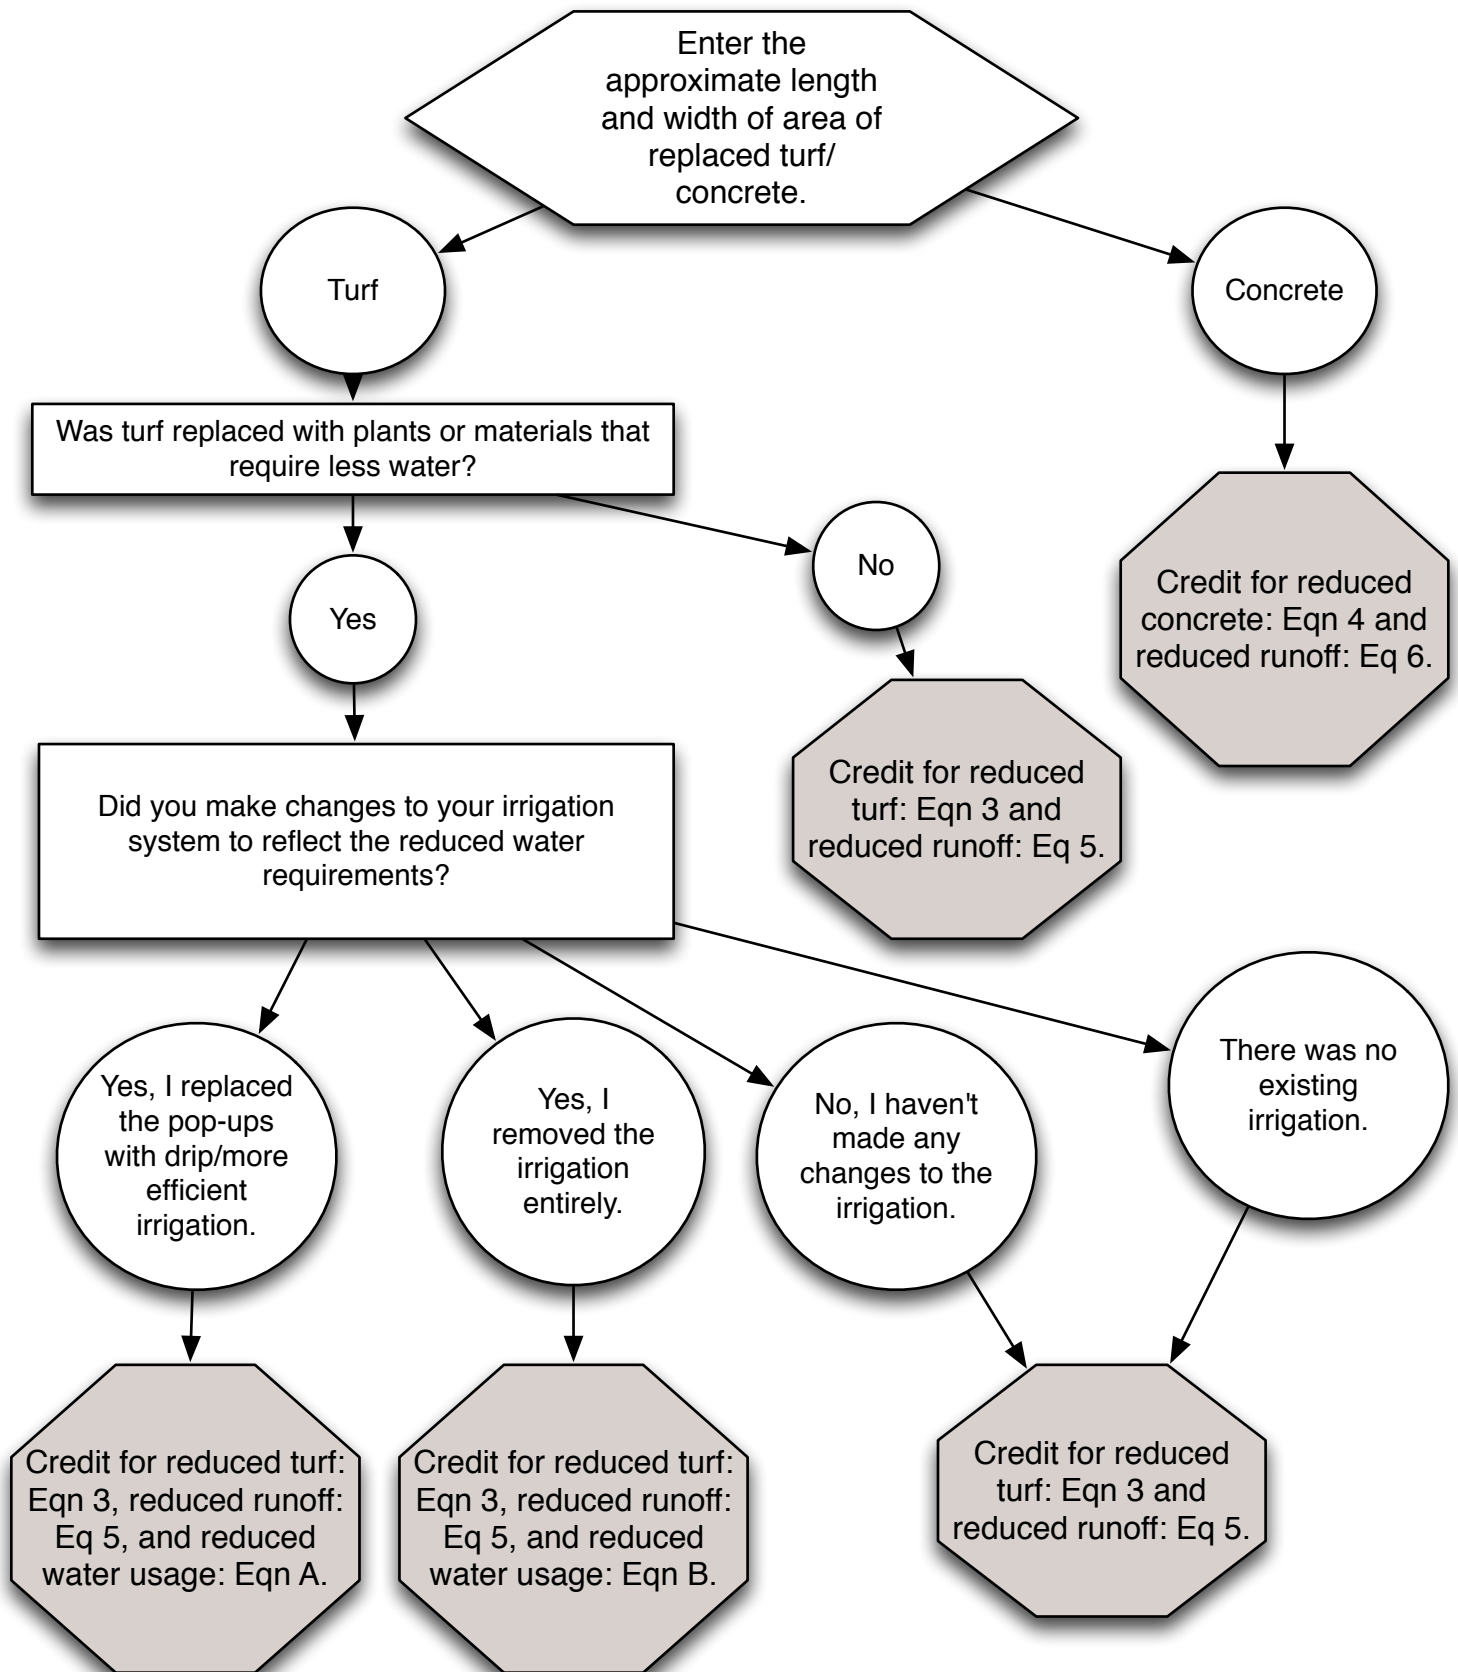 Enter the
approximate length
and width of area of
replaced turf/
concrete.
Turf
Concrete
Was turf replaced with plants or materials that
require less water?
No
Yes
Credit for reduced
concrete: Eqn 4 and
reduced runoff: Eq 6.
Credit for reduced
turf: Eqn 3 and
reduced runoff: Eq 5.
Did you make changes to your irrigation
system to reflect the reduced water
requirements?
Yes, I replaced
the pop-ups
with drip/more
efficient
irrigation.
Yes, I
removed the
irrigation
entirely.
No, I haven't
made any
changes to the
irrigation.
There was no
existing
irrigation.
Credit for reduced turf:
Eqn 3, reduced runoff:
Eq 5, and reduced
water usage: Eqn A.
Credit for reduced turf:
Eqn 3, reduced runoff:
Eq 5, and reduced
water usage: Eqn B.
Credit for reduced
turf: Eqn 3 and
reduced runoff: Eq 5.